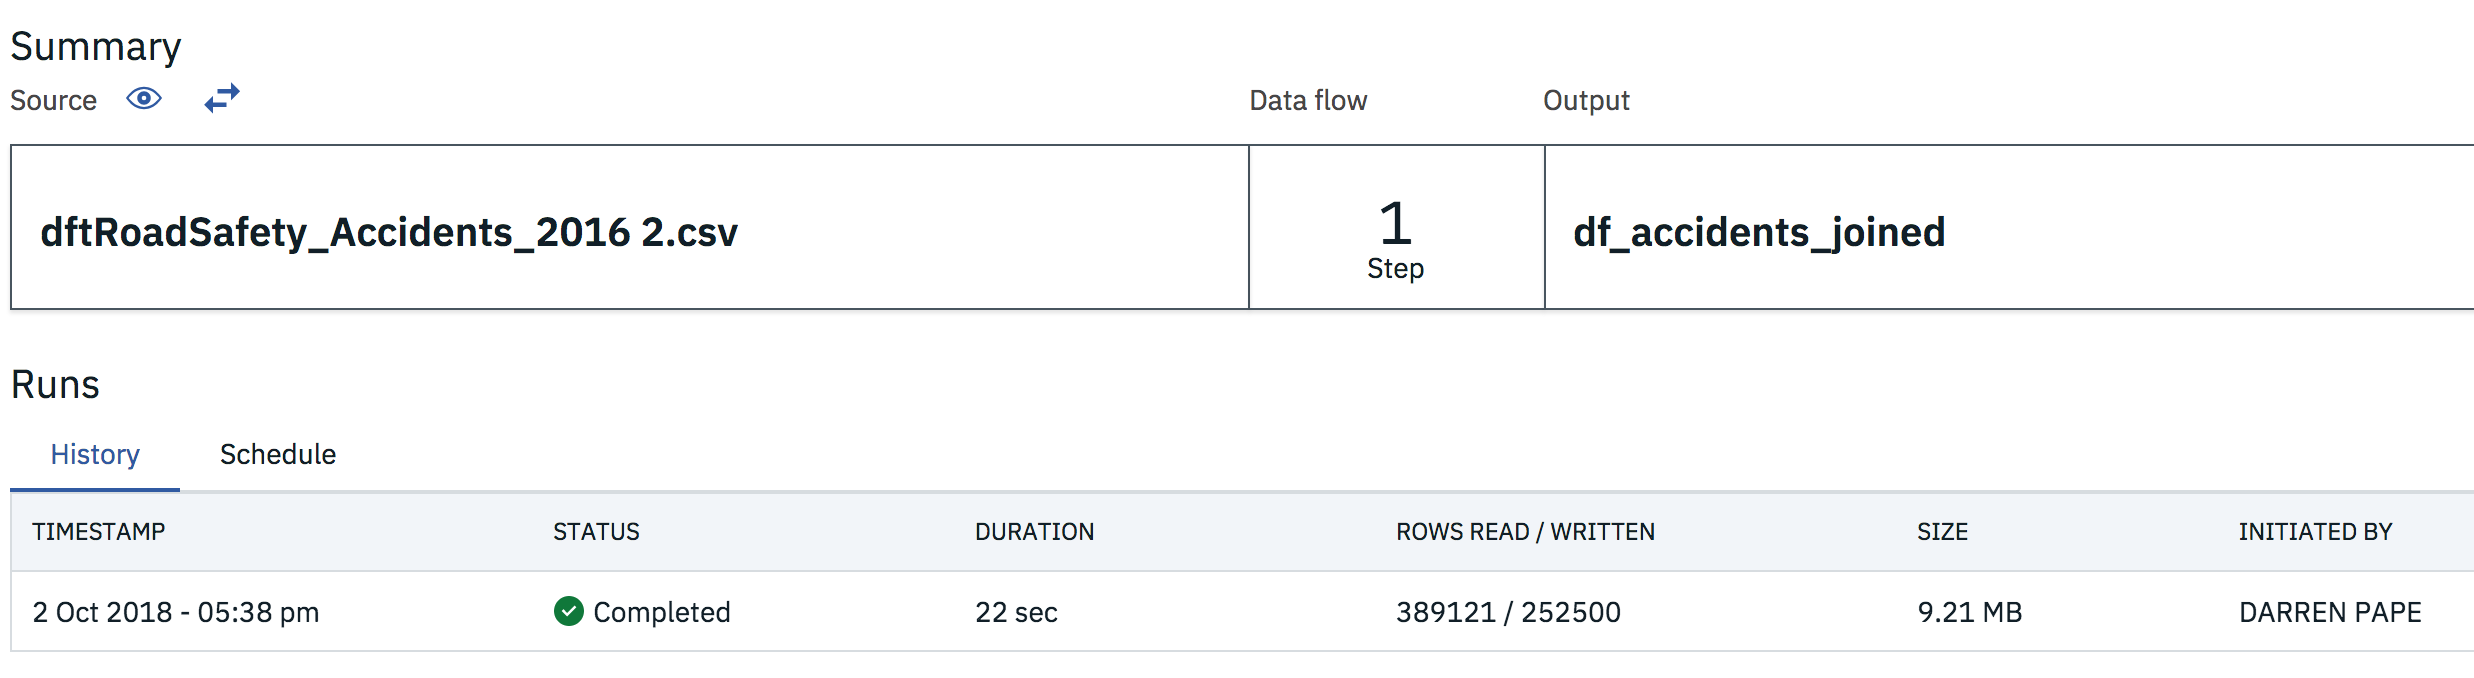 Summary
Source Data flow Output
dftRoadSafety_Accidents_2016 2.csv
1
Step
df_accidents_joined
Runs
History Schedule
TIMESTAMP STATUS DURATION ROWS READ / WRITTEN SIZE INITIATED BY
2 Oct 2018 - 05:38 pm Completed 22 sec 389121 / 252500 9.21 MB DARREN PAPE